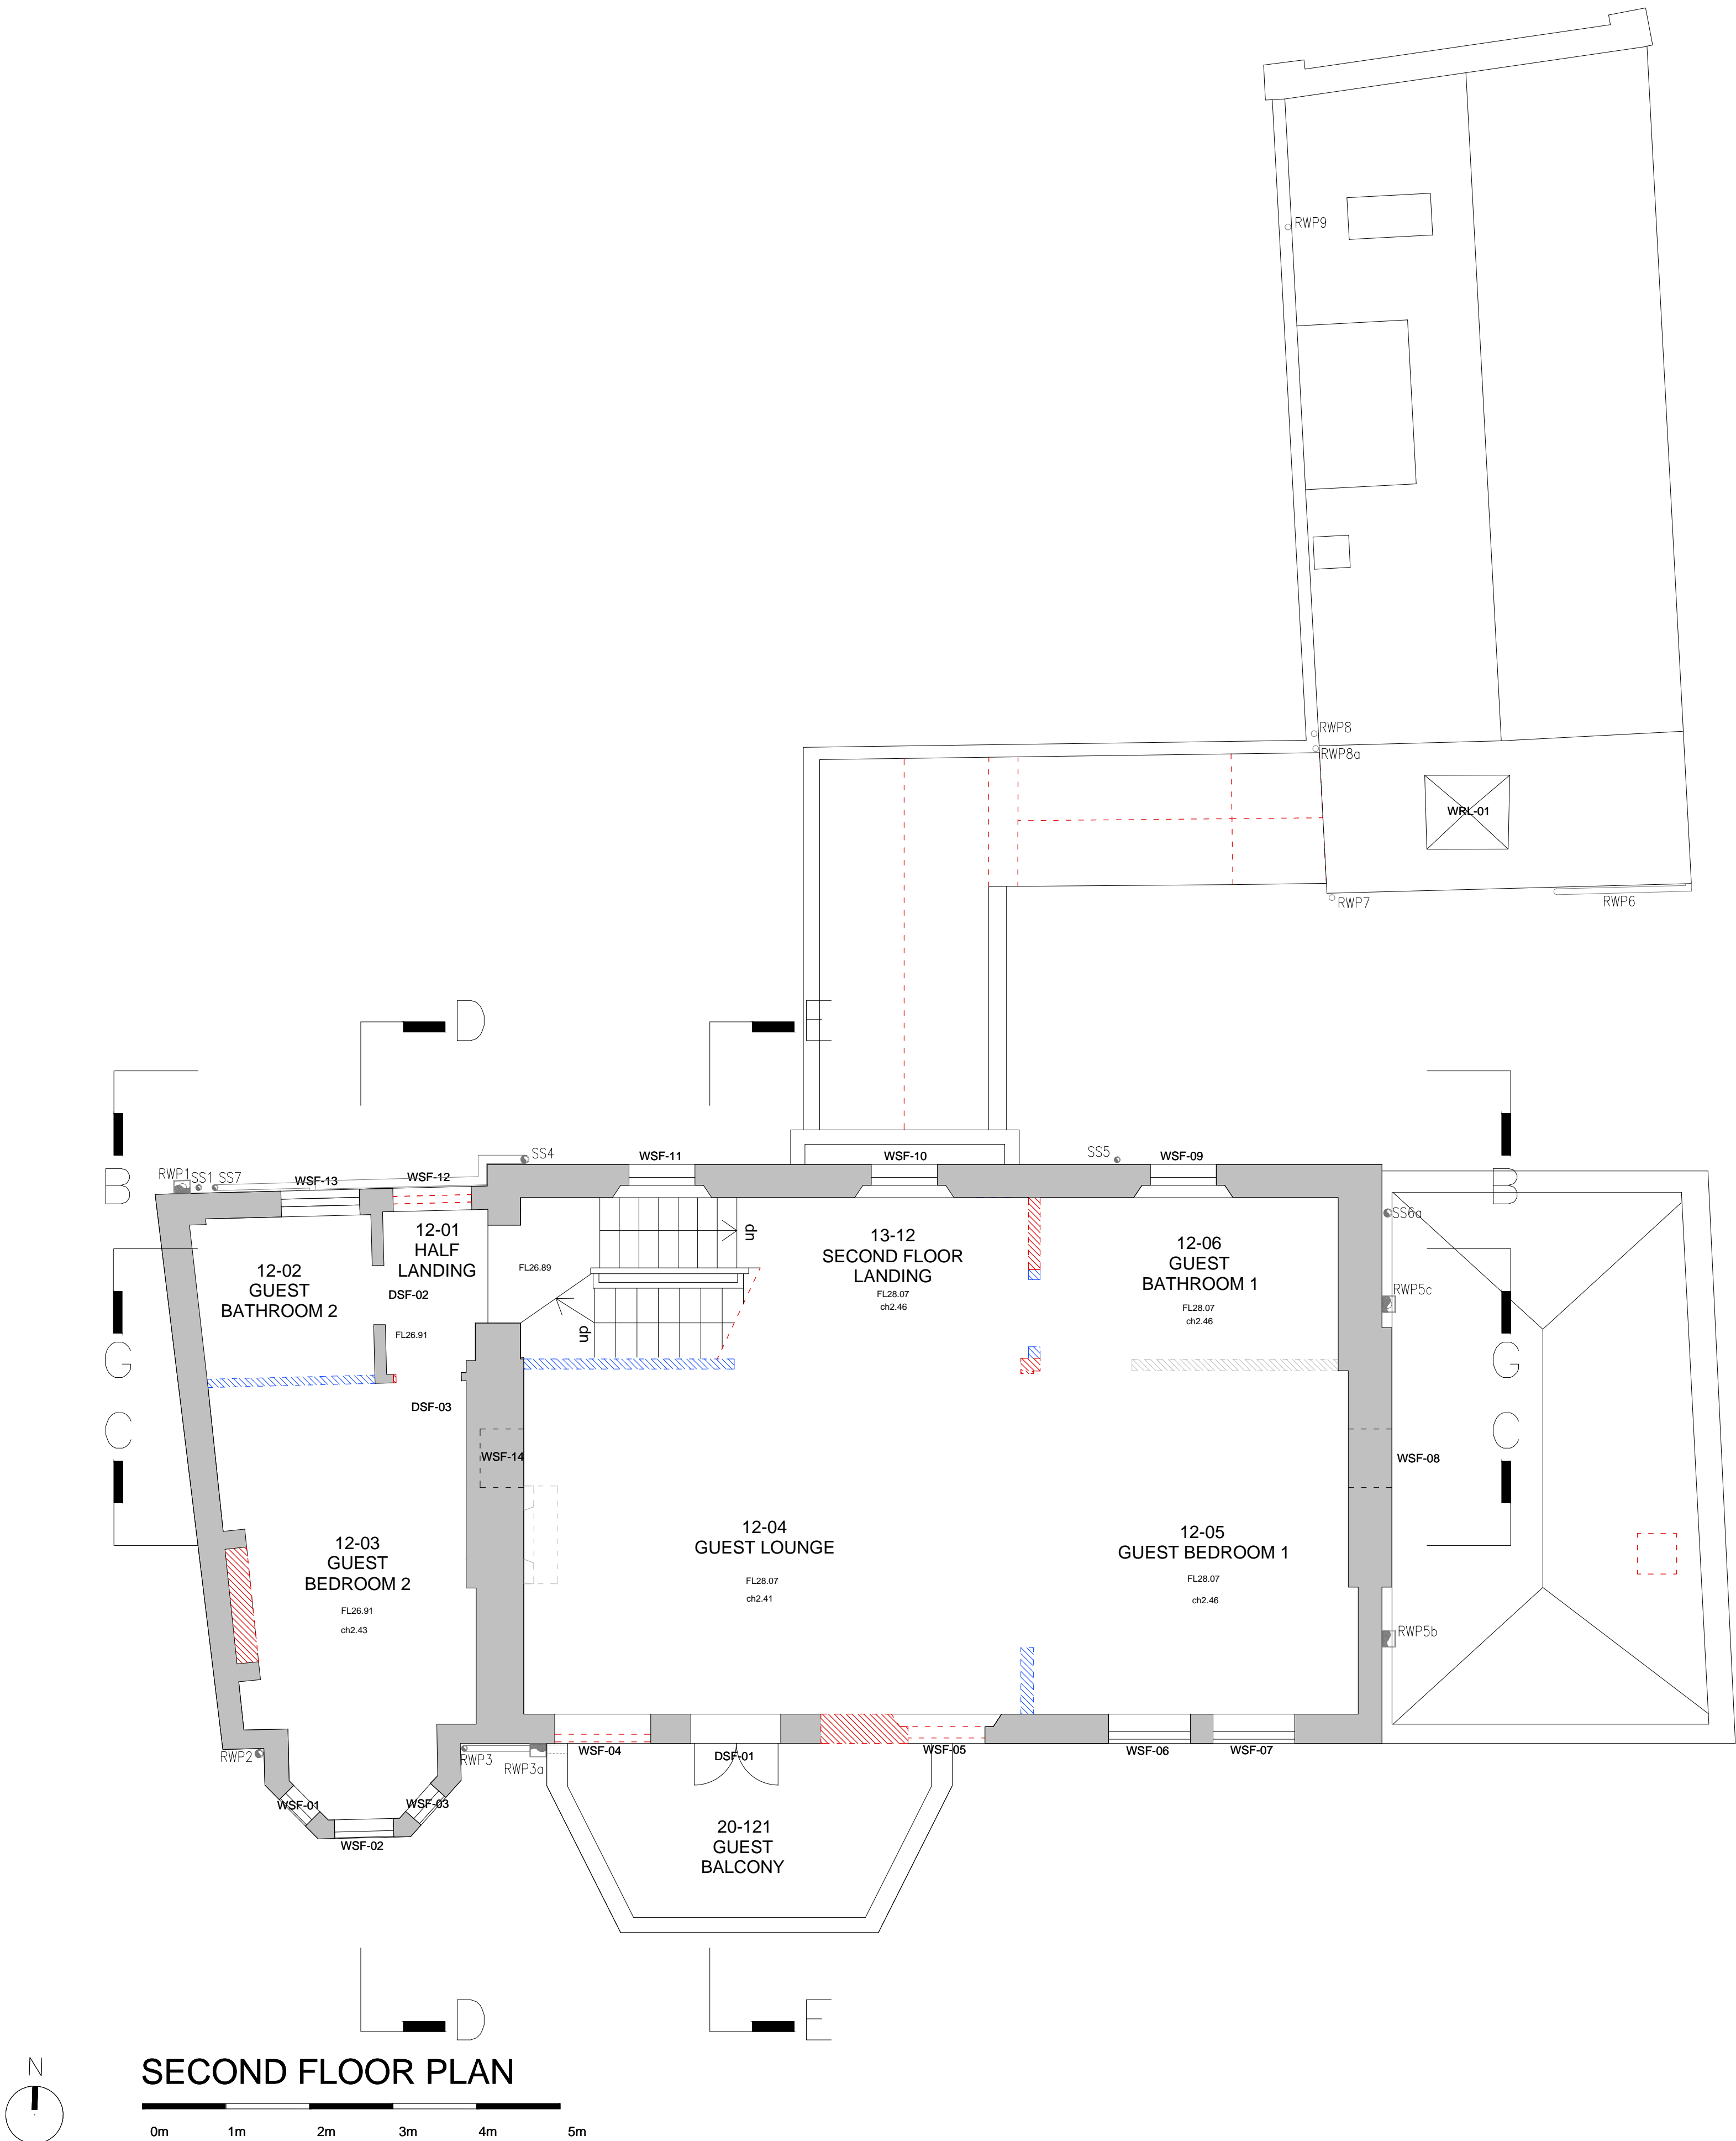 RWP9
RWP8
RWP8a
WRL-01
RWP7
RWP6
D
E
B
B
RWP1
SS1
SS7
WSF-13
WSF-12
SS4
WSF-11
WSF-10
SS5
WSF-09
SS6a
12-01
HALF
LANDING
DSF-02
FL26.91
12-02
GUEST
BATHROOM 2
FL26.89
up
dn
13-12
SECOND FLOOR
LANDING
FL28.07
ch2.46
12-06
GUEST
BATHROOM 1
FL28.07
ch2.46
RWP5c
G
G
C
C
DSF-03
WSF-14
WSF-08
12-03
GUEST
BEDROOM 2
FL26.91
ch2.43
12-04
GUEST LOUNGE
FL28.07
ch2.41
12-05
GUEST BEDROOM 1
FL28.07
ch2.46
RWP5b
RWP2
RWP3
RWP3a
WSF-04
DSF-01
WSF-05
WSF-06
WSF-07
WSF-01
WSF-03
WSF-02
20-121
GUEST
BALCONY
D
E
N
SECOND FLOOR PLAN
0m 1m 2m 3m 4m 5m